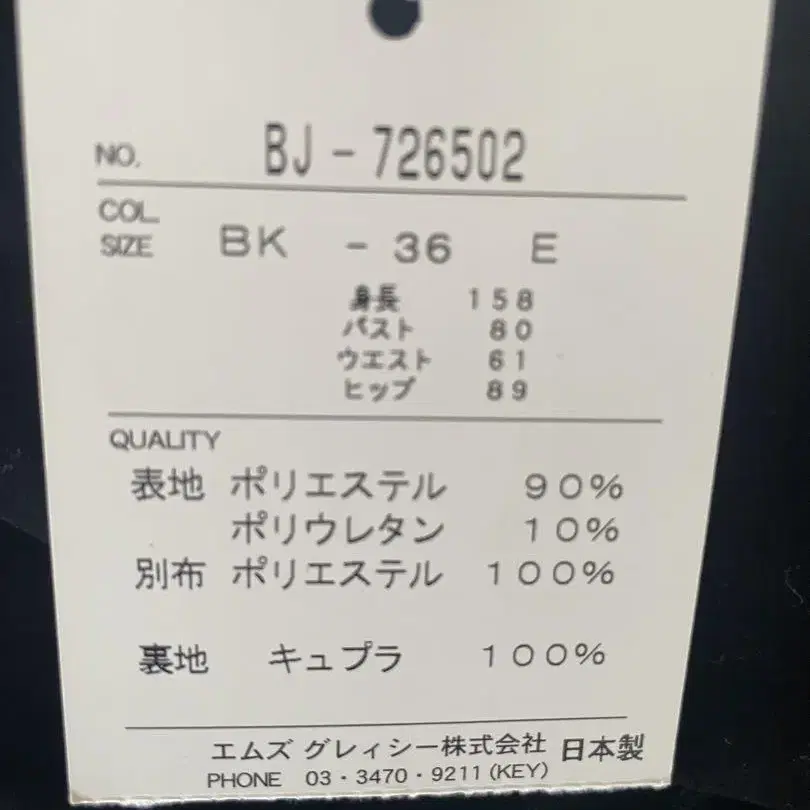 NO. BJ-726502
COL.
SIZE BK -36 E
身長 158
バスト 80
ウエスト 61
ヒップ 89
QUALITY
表地 ポリエステル 90%
ポリウレタン 10%
別布 ポリエステル 100%
裏地 キュプラ 100%
エムズ グレィシー株式会社 日本製
PHONE 03・3470・9211(KEY)